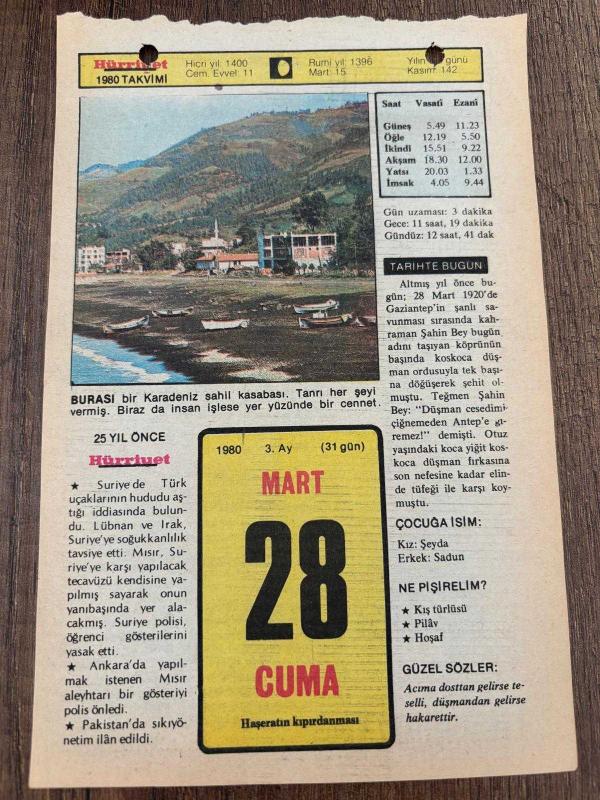 Hürriyet
1980 TAKVİMİ
Hicri yıl: 1400
Cem. Evvel: 11
Rumi yıl: 1396
Mart: 15
Yılın günü
Kasım: 142
Saat Vasatî Ezanî
Güneş 5.49 11.23
Öğle 12.19 5.50
İkindi 15.51 9.22
Akşam 18.30 12.00
Yatsı 20.03 1.33
İmsak 4.05 9.44
Gün uzaması: 3 dakika
Gece: 11 saat, 19 dakika
Gündüz: 12 saat, 41 dak
BURASI bir Karadeniz sahil kasabası. Tanrı her şeyi
vermiş. Biraz da insan işlese yer yüzünde bir cennet.
TARİHTE BUGÜN
Altmış yıl önce bu-
gün; 28 Mart 1920'de
Gaziantep'in şanlı sa-
vunması sırasında kah-
raman Şahin Bey bugün
adını taşıyan köprünün
başında koskoca düş-
man ordusuyla tek başı-
na döğüşerek şehit ol-
muştu. Teğmen Şahin
Bey: "Düşman cesedimi
çiğnemeden Antep'e gi-
remez!" demişti. Otuz
yaşındaki koca yiğit kos-
koca düşman fırkasına
son nefesine kadar elin-
de tüfeği ile karşı koy-
muştu.
25 YIL ÖNCE
Hürriyet
★ Suriye de Türk
uçaklarının hududu aş-
tığı iddiasında bulun-
du. Lübnan ve Irak,
Suriye'ye soğukkanlılık
tavsiye etti. Mısır, Su-
riye'ye karşı yapılacak
tecavüzü kendisine ya-
pılmış sayarak onun
yanıbaşında yer ala-
cakmış. Suriye polisi,
öğrenci gösterilerini
yasak etti.
★ Ankara'da yapıl-
mak istenen Mısır
aleyhtarı bir gösteriyi
polis önledi.
★ Pakistan'da sıkıyö-
netim ilân edildi.
1980 3. Ay (31 gün)
MART
28
CUMA
Haşeratın kıpırdanması
ÇOCUĞA İSİM:
Kız: Şeyda
Erkek: Sadun
NE PİŞİRELİM?
★ Kış türlüsü
★ Pilâv
★ Hoşaf
GÜZEL SÖZLER:
Acıma dosttan gelirse te-
selli, düşmandan gelirse
hakarettir.